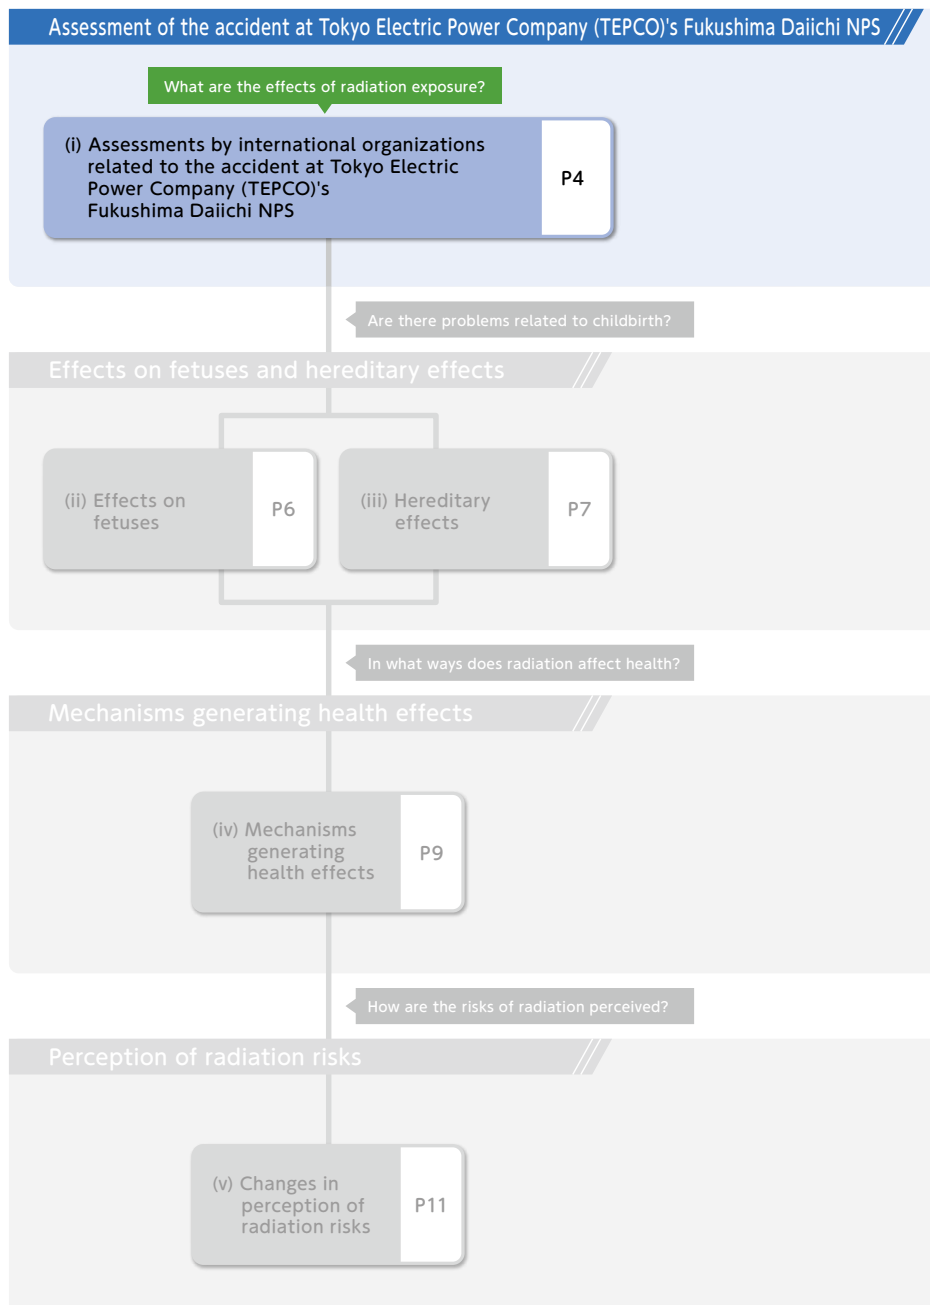 Assessment of the accident at Tokyo Electric Power Company (TEPCO)'s Fukushima Daiichi NPS
What are the effects of radiation exposure?
(i) Assessments by international organizations
related to the accident at Tokyo Electric
Power Company (TEPCO)'s
Fukushima Daiichi NPS
P4
Are there problems related to childbirth?
Effects on fetuses and hereditary effects
(ii) Effects on
fetuses
P6
(iii) Hereditary
effects
P7
In what ways does radiation affect health?
Mechanisms generating health effects
(iv) Mechanisms
generating
health effects
P9
How are the risks of radiation perceived?
Perception of radiation risks
(v) Changes in
perception of
radiation risks
P11